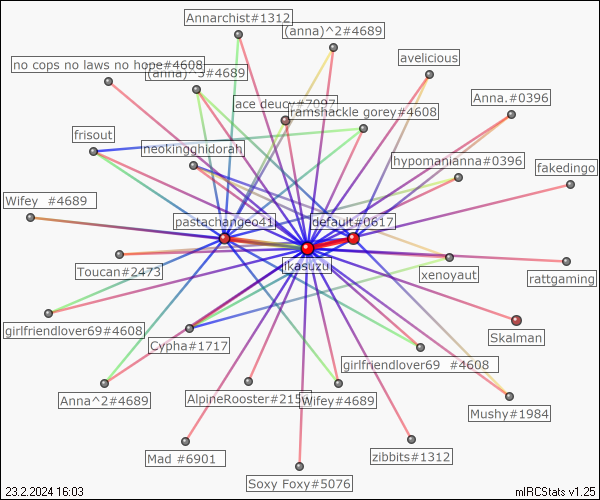 Annarchist#1312
(anna)^2#4689
avelicious
no cops no laws no hope#4608
(anna)^3#4689
Anna.#0396
ace deucy#7097
ramshackle gorey#4608
frisout
neokingghidorah
hypomanianna#0396
fakedingo
Wifey #4689
pastachangeo41
default#0617
Toucan#2473
ikasuzu
xenoyaut
rattgaming
girlfriendlover69#4608
Cypha#1717
Skalman
girlfriendlover69 #4608
Anna^2#4689
Wifey#4689
Mushy#1984
Mad #6901
zibbits#1312
Soxy Foxy#5076
23.2.2024 16:03
mIRCStats v1.25